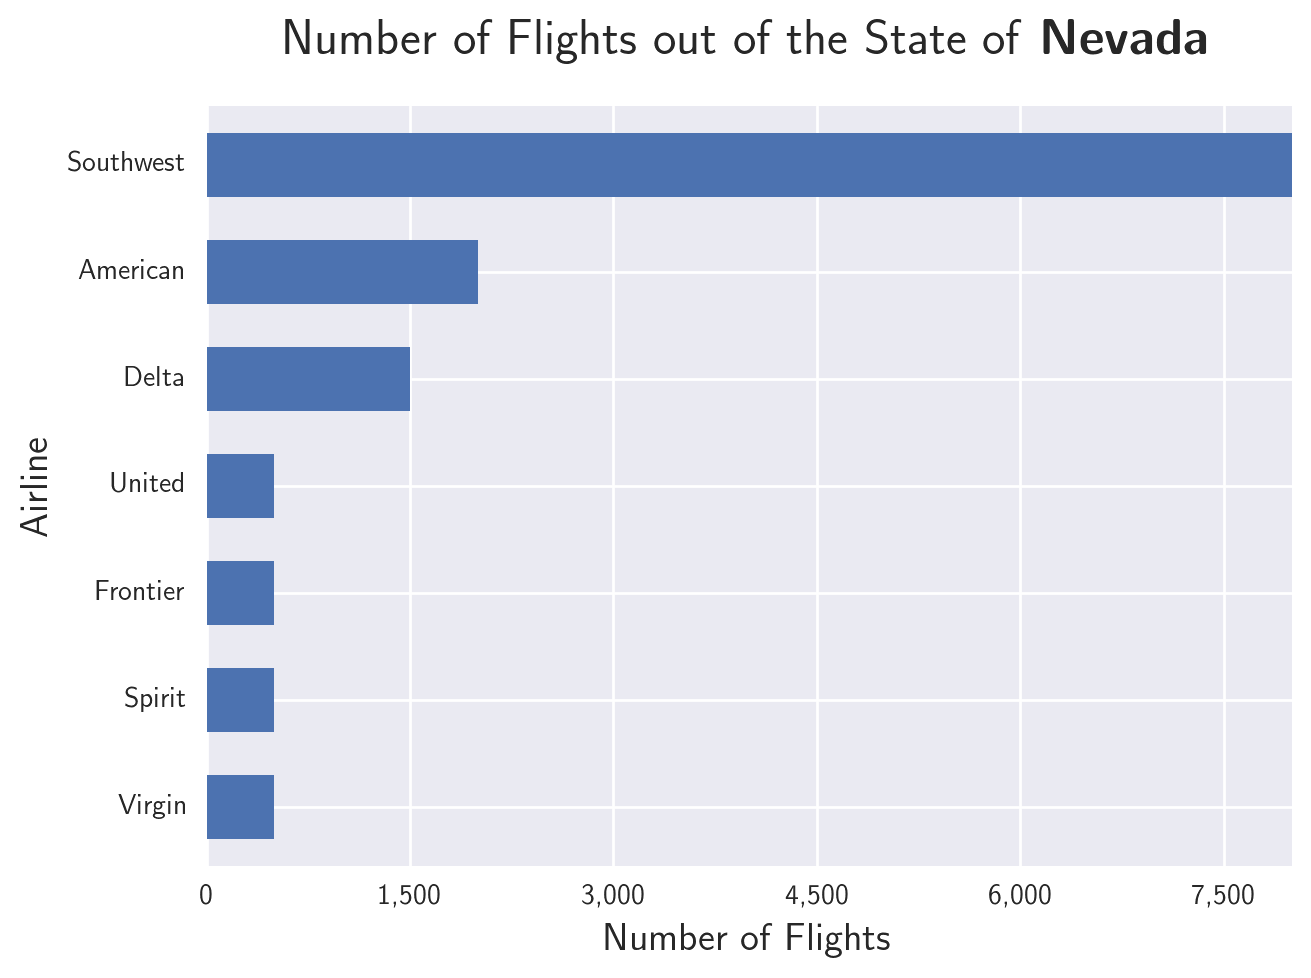 Number of Flights out of the State of Nevada
Southwest
American
Delta
United
Frontier
Spirit
Virgin
Airline
0 1,500 3,000 4,500 6,000 7,500
Number of Flights